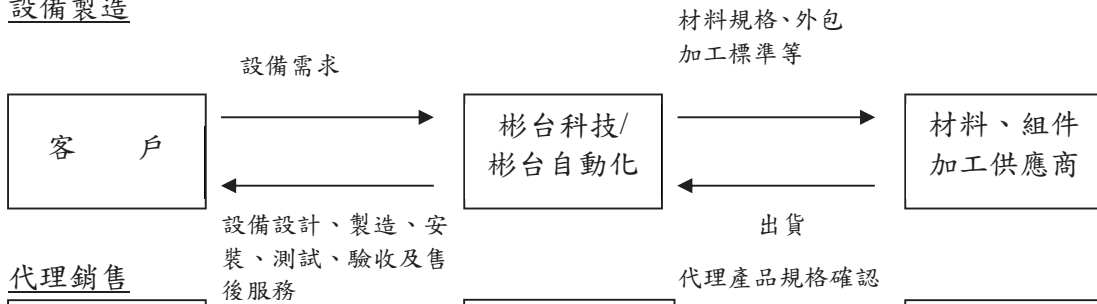 設備製造
材料規格、外包
加工標準等
設備需求
客 戶
彬台科技/
彬台自動化
材料、組件
加工供應商
設備設計、製造、安
裝、測試、驗收及售
後服務
出貨
代理銷售
代理產品規格確認